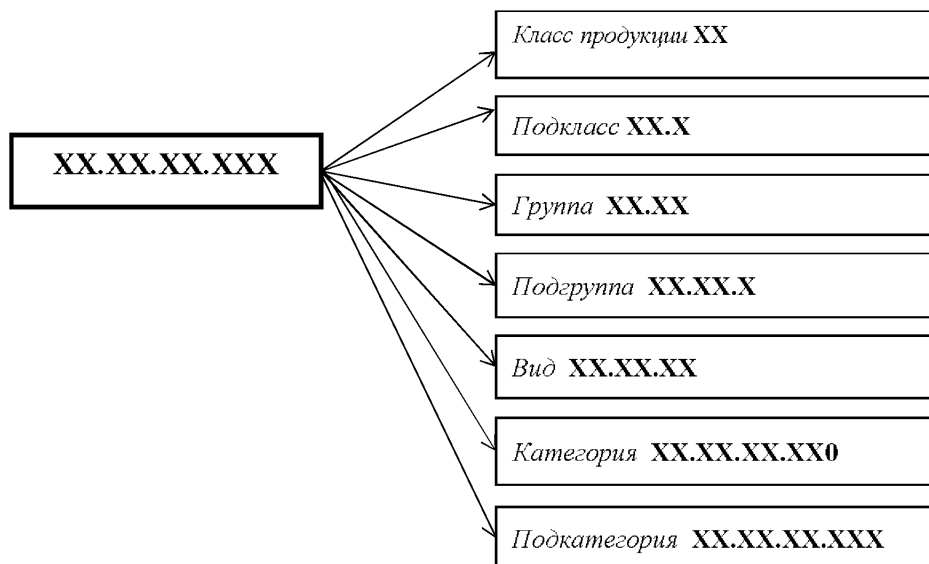 XX.XX.XX.XXX
Класс продукции XX
Подкласс XX.X
Группа XX.XX
Подгруппа XX.XX.X
Вид XX.XX.XX
Категория XX.XX.XX.XX0
Подкатегория XX.XX.XX.XXX